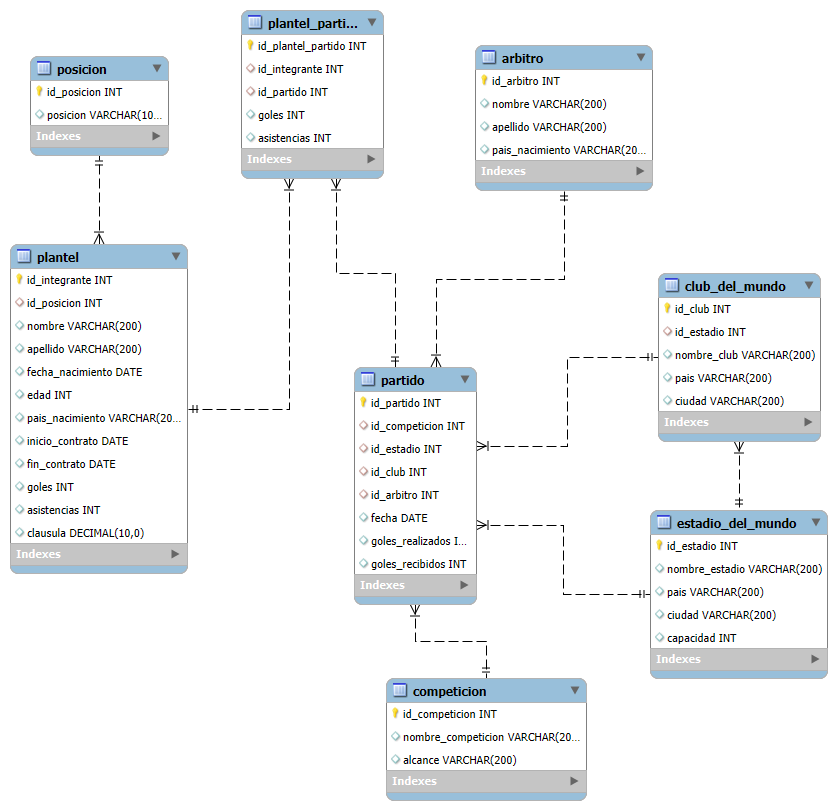 posicion
id_posicion INT
posicion VARCHAR(10...
Indexes
plantel_parti...
id_plantel_partido INT
id_integrante INT
id_partido INT
goles INT
asistencias INT
Indexes
arbitro
id_arbitro INT
nombre VARCHAR(200)
apellido VARCHAR(200)
pais_nacimiento VARCHAR(20...
Indexes
plantel
id_integrante INT
id_posicion INT
nombre VARCHAR(200)
apellido VARCHAR(200)
fecha_nacimiento DATE
edad INT
pais_nacimiento VARCHAR(20...
inicio_contrato DATE
fin_contrato DATE
goles INT
asistencias INT
clausula DECIMAL(10,0)
Indexes
partido
id_partido INT
id_competicion INT
id_estadio INT
id_club INT
id_arbitro INT
fecha DATE
goles_realizados I...
goles_recibidos INT
Indexes
club_del_mundo
id_club INT
id_estadio INT
nombre_club VARCHAR(200)
pais VARCHAR(200)
ciudad VARCHAR(200)
Indexes
estadio_del_mundo
id_estadio INT
nombre_estadio VARCHAR(200)
pais VARCHAR(200)
ciudad VARCHAR(200)
capacidad INT
Indexes
competicion
id_competicion INT
nombre_competicion VARCHAR(20...
alcance VARCHAR(200)
Indexes